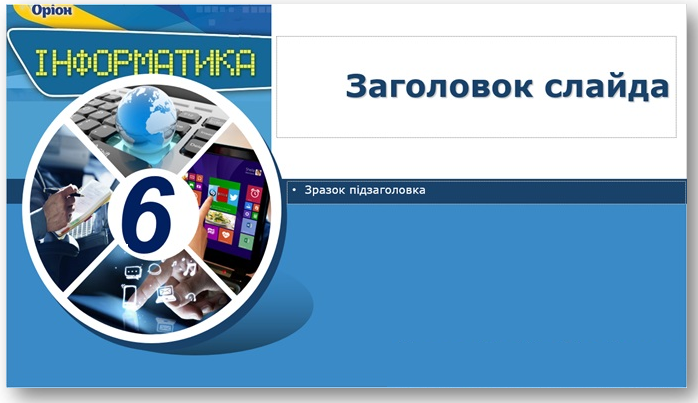 Оріон
ІНФОРМАТИКА
Заголовок слайда
6
• Зразок підзаголовка